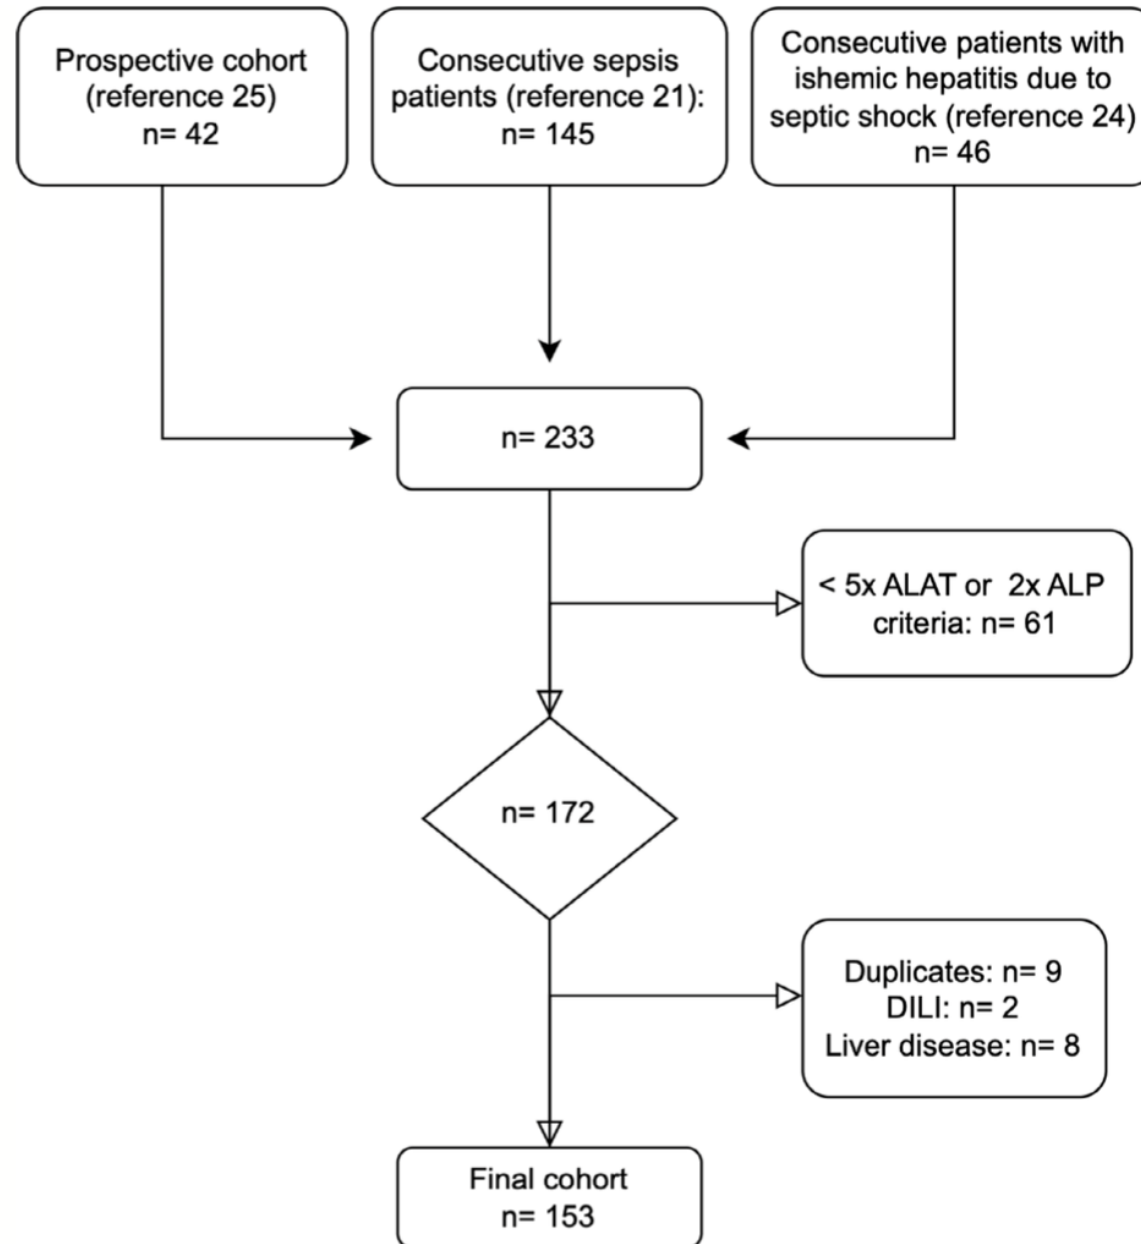 Prospective cohort
(reference 25)
n= 42
Consecutive sepsis
patients (reference 21):
n= 145
Consecutive patients with
ishemic hepatitis due to
septic shock (reference 24)
n= 46
n= 233
< 5x ALAT or 2x ALP
criteria: n= 61
n= 172
Duplicates: n= 9
DILI: n= 2
Liver disease: n= 8
Final cohort
n= 153